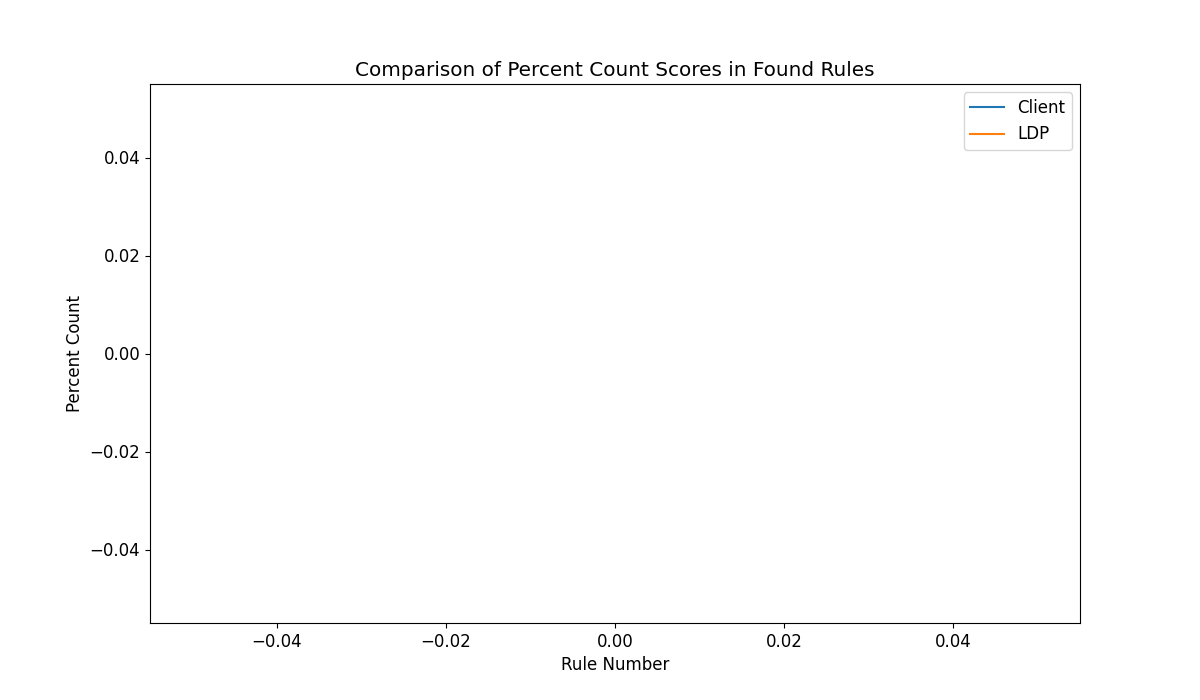 Comparison of Percent Count Scores in Found Rules
Client
LDP
0.04
0.02
0.00
−0.02
−0.04
Percent Count
−0.04
−0.02
0.00
0.02
0.04
Rule Number